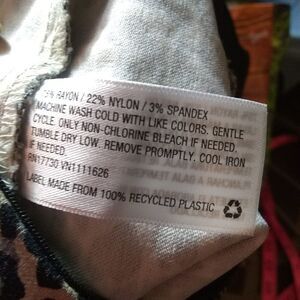 RAYON / 22% NYLON / 3% SPANDEX
MACHINE WASH COLD WITH LIKE COLORS. GENTLE
CYCLE. ONLY NON-CHLORINE BLEACH IF NEEDED.
TUMBLE DRY LOW. REMOVE PROMPTLY. COOL IRON
IF NEEDED.
RN17730 VN1111626
LABEL MADE FROM 100% RECYCLED PLASTIC